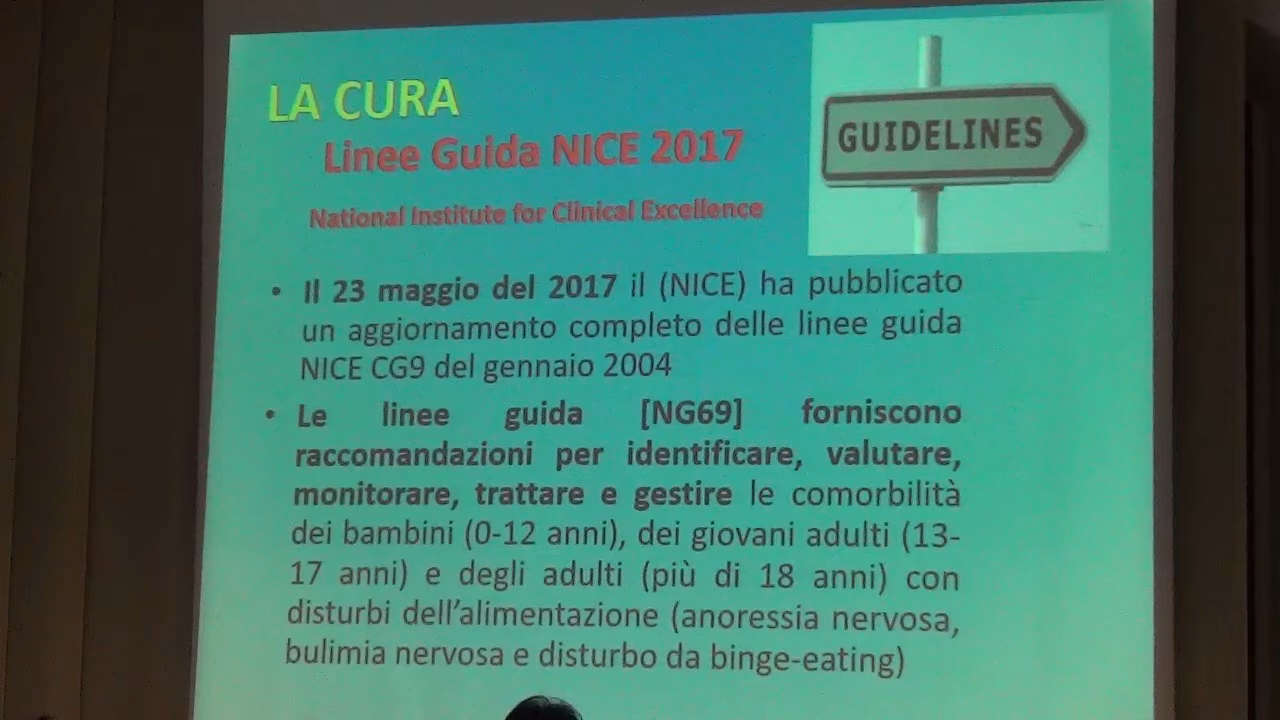 LA CURA
Linee Guida NICE 2017
National Institute for Clinical Excellence
GUIDELINES
• Il 23 maggio del 2017 il (NICE) ha pubblicato
un aggiornamento completo delle linee guida
NICE CG9 del gennaio 2004
• Le linee guida [NG69] forniscono
raccomandazioni per identificare, valutare,
monitorare, trattare e gestire le comorbilità
dei bambini (0-12 anni), dei giovani adulti (13-
17 anni) e degli adulti (più di 18 anni) con
disturbi dell’alimentazione (anoressia nervosa,
bulimia nervosa e disturbo da binge-eating)